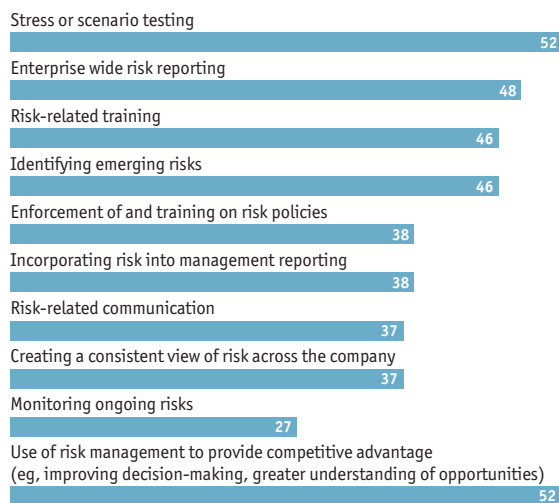 Stress or scenario testing
52
Enterprise wide risk reporting
48
Risk-related training
46
Identifying emerging risks
46
Enforcement of and training on risk policies
38
Incorporating risk into management reporting
38
Risk-related communication
37
Creating a consistent view of risk across the company
37
Monitoring ongoing risks
27
Use of risk management to provide competitive advantage
(eg, improving decision-making, greater understanding of opportunities)
52